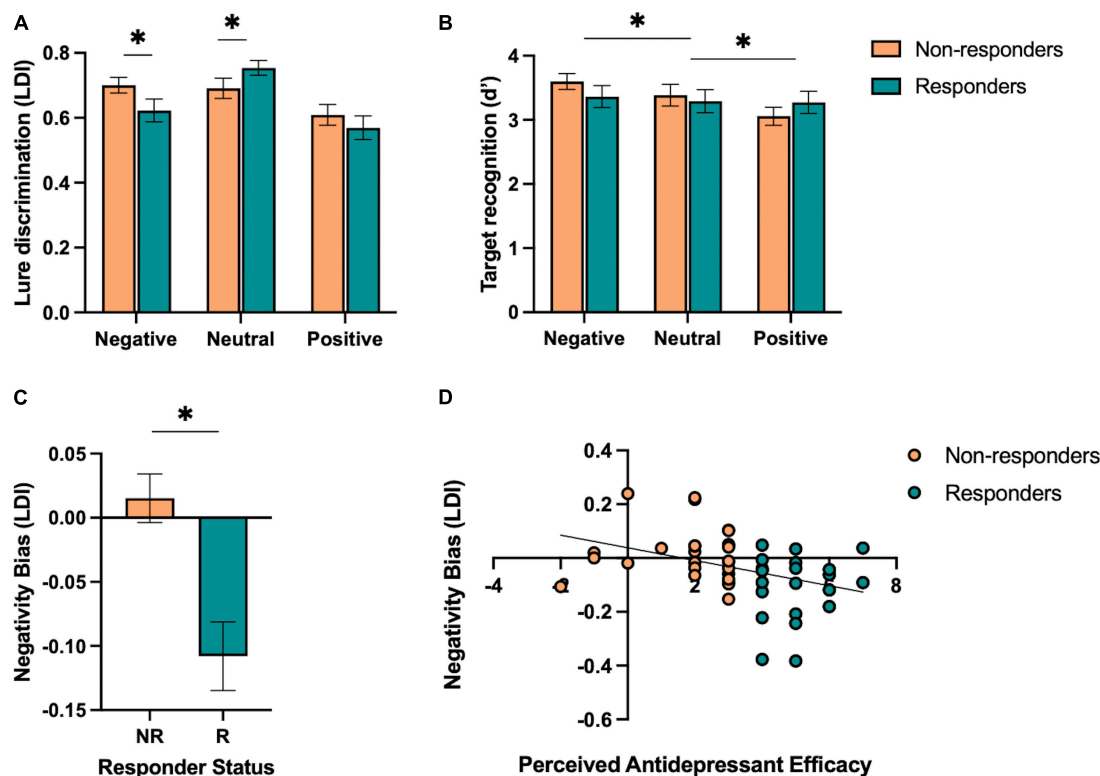 A
Lure discrimination (LDI)
0.8
0.6
0.4
0.2
0.0
*
*
Negative
Neutral
Positive
B
Target recognition (d')
4
3
2
1
0
*
*
Negative
Neutral
Positive
Non-responders
Responders
C
Negativity Bias (LDI)
0.05
0.00
-0.05
-0.10
-0.15
*
NR
R
Responder Status
D
Negativity Bias (LDI)
0.4
0.2
-0.2
-0.4
-0.6
-4
-2
2
8
Perceived Antidepressant Efficacy
Non-responders
Responders